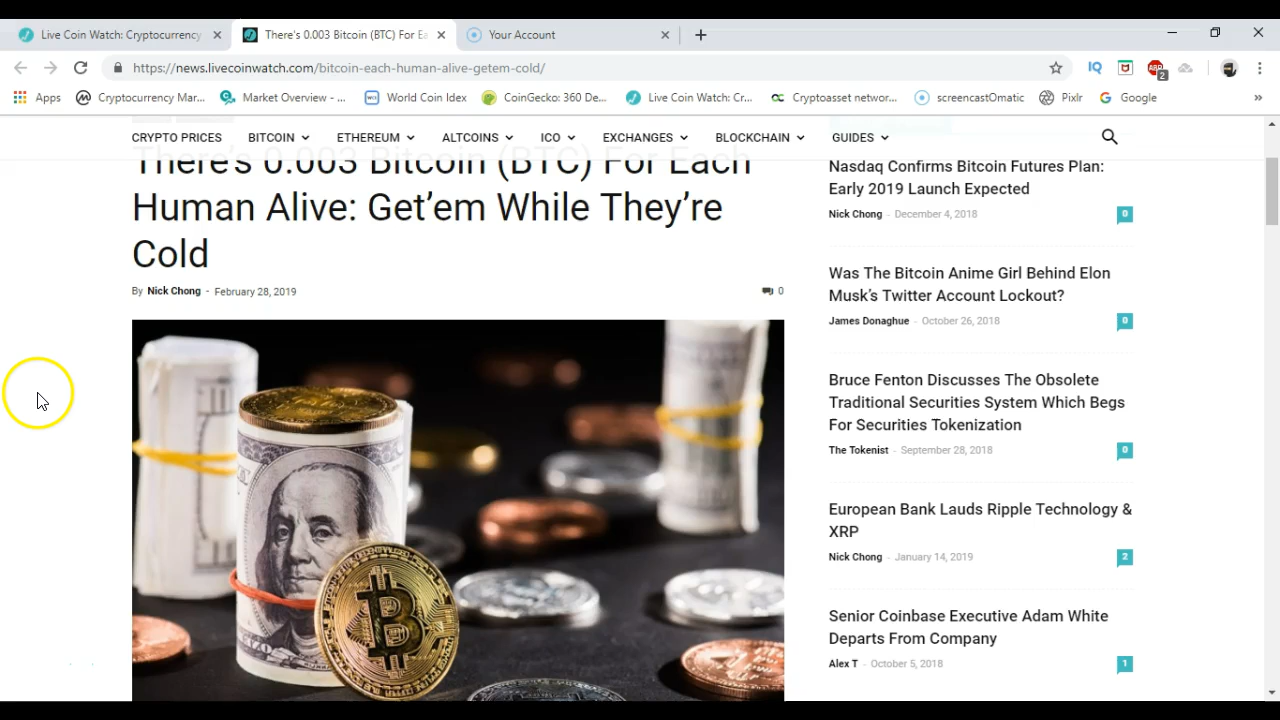 Live Coin Watch: Cryptocurrency
There's 0.003 Bitcoin (BTC) For Ea
Your Account
https://news.livecoinwatch.com/bitcoin-each-human-alive-getem-cold/
ABP
2
Apps
Cryptocurrency Mar...
Market Overview - ...
World Coin Idex
CoinGecko: 360 De...
Live Coin Watch: Cr...
Cryptoasset networ...
screencastOmatic
Pixlr
Google
CRYPTO PRICES
BITCOIN
ETHEREUM
ALTCOINS
ICO
EXCHANGES
BLOCKCHAIN
GUIDES
There's 0.003 Bitcoin (BTC) For Each
Human Alive: Get'em While They're
Cold
By Nick Chong - February 28, 2019
0
Nasdaq Confirms Bitcoin Futures Plan:
Early 2019 Launch Expected
Nick Chong - December 4, 2018
0
Was The Bitcoin Anime Girl Behind Elon
Musk's Twitter Account Lockout?
James Donaghue - October 26, 2018
0
Bruce Fenton Discusses The Obsolete
Traditional Securities System Which Begs
For Securities Tokenization
The Tokenist - September 28, 2018
0
European Bank Lauds Ripple Technology &
XRP
Nick Chong - January 14, 2019
2
Senior Coinbase Executive Adam White
Departs From Company
Alex T - October 5, 2018
1